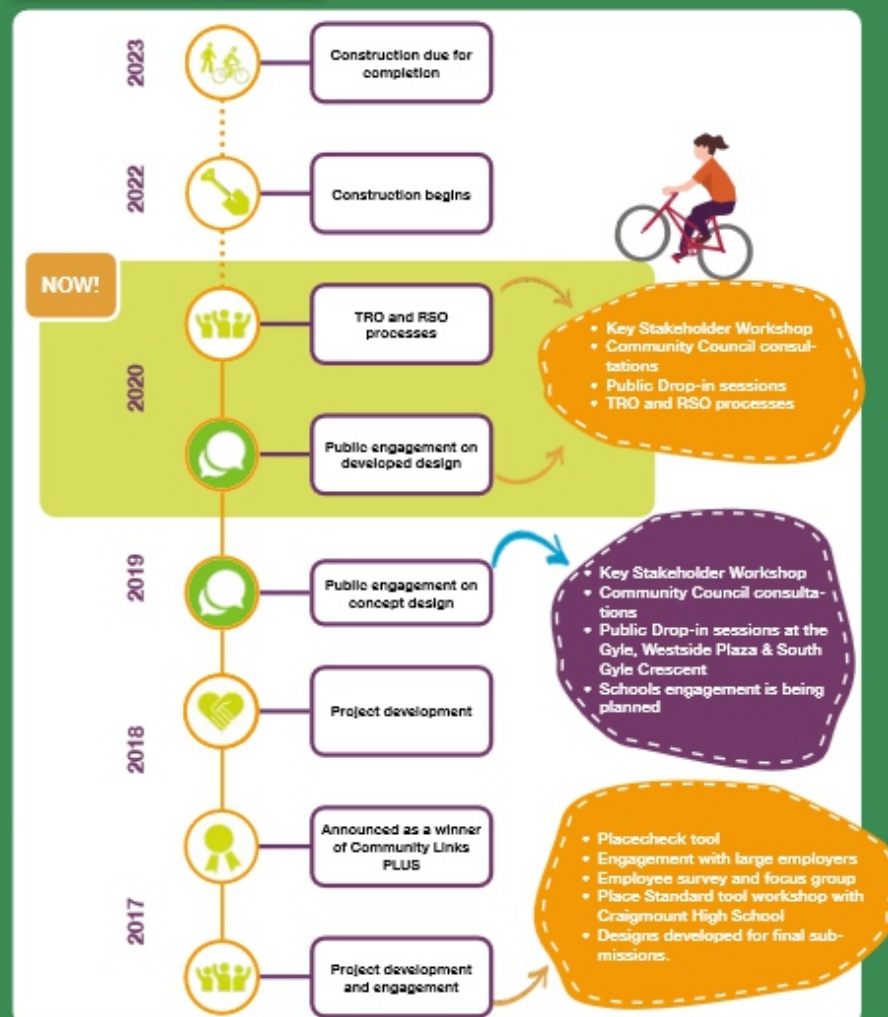 2023
Construction due for
completion
2022
Construction begins
NOW!
2020
TRO and RSO
processes
Public engagement on
developed design
• Key Stakeholder Workshop
• Community Council consul-
tations
• Public Drop-in sessions
• TRO and RSO processes
2019
Public engagement on
concept design
• Key Stakeholder Workshop
• Community Council consulta-
tions
• Public Drop-in sessions at the
Gyle, Westside Plaza & South
Gyle Crescent
• Schools engagement is being
planned
2018
Project development
Announced as a winner
of Community Links
PLUS
2017
Project development
and engagement
• Placecheck tool
• Engagement with large employers
• Employee survey and focus group
• Place Standard tool workshop with
Craigmount High School
• Designs developed for final sub-
missions.